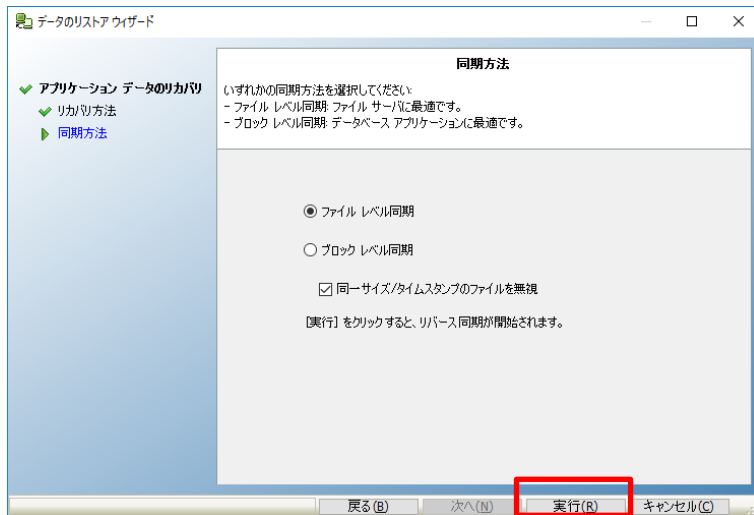 データのリストア ウィザード
アプリケーション データのリカバリ
リカバリ方法
同期方法
同期方法
いずれかの同期方法を選択してください:
- ファイル レベル同期: ファイル サーバに最適です。
- ブロック レベル同期: データベース アプリケーションに最適です。
ファイル レベル同期
ブロック レベル同期
同一サイズ/タイムスタンプのファイルを無視
[実行] をクリックすると、リバース同期が開始されます。
戻る(B) 次へ(N) 実行(R) キャンセル(C)